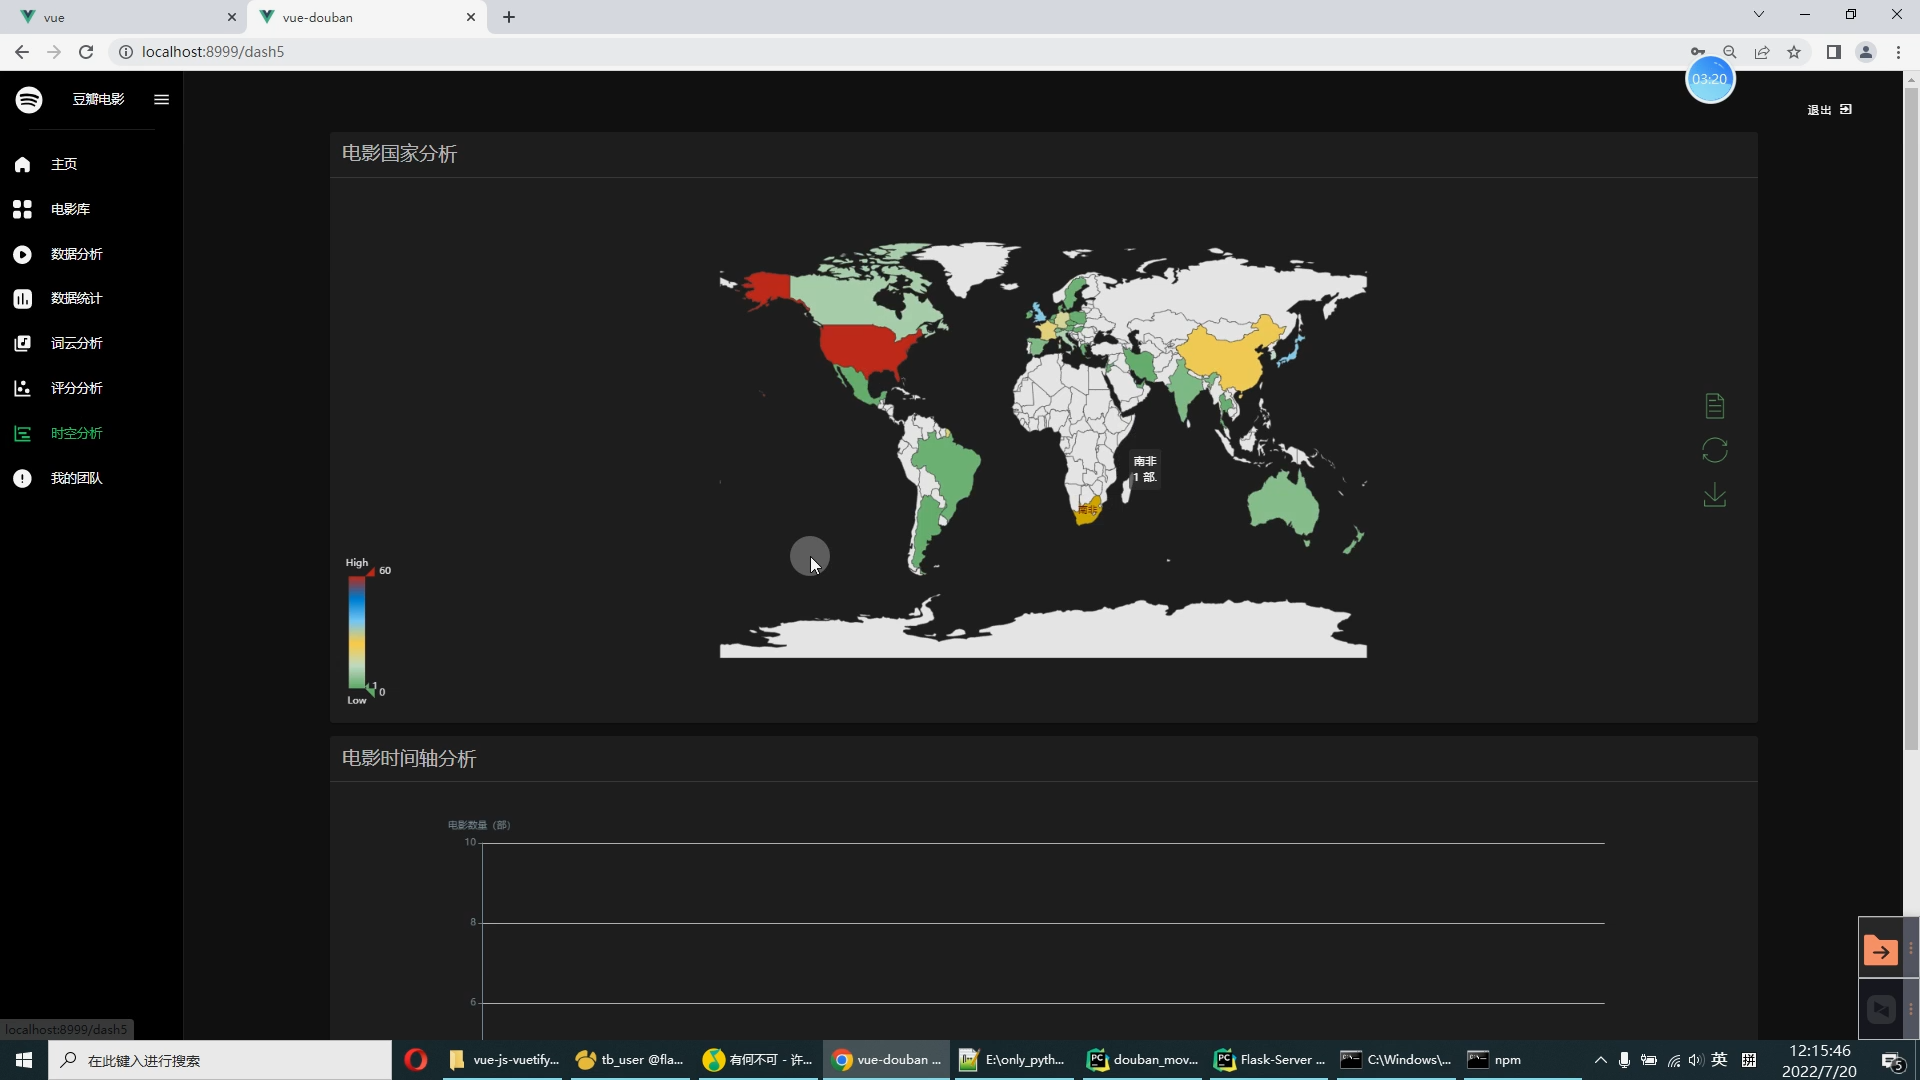 vue
vue-douban
localhost:8999/dash5
03:20
豆瓣电影
退出
主页
电影库
数据分析
数据统计
词云分析
评分分析
时空分析
我的团队
电影国家分析
南非
1 部.
南非
High
60
1
0
Low
电影时间轴分析
电影数量 (部)
10
8
6
localhost:8999/dash5
在此键入进行搜索
vue-js-vuetify...
tb_user @fla...
有何不可 - 许...
vue-douban ...
E:\only_pyth...
douban_mov...
Flask-Server ...
C:\Windows\...
npm
英
拼
12:15:46
2022/7/20
5